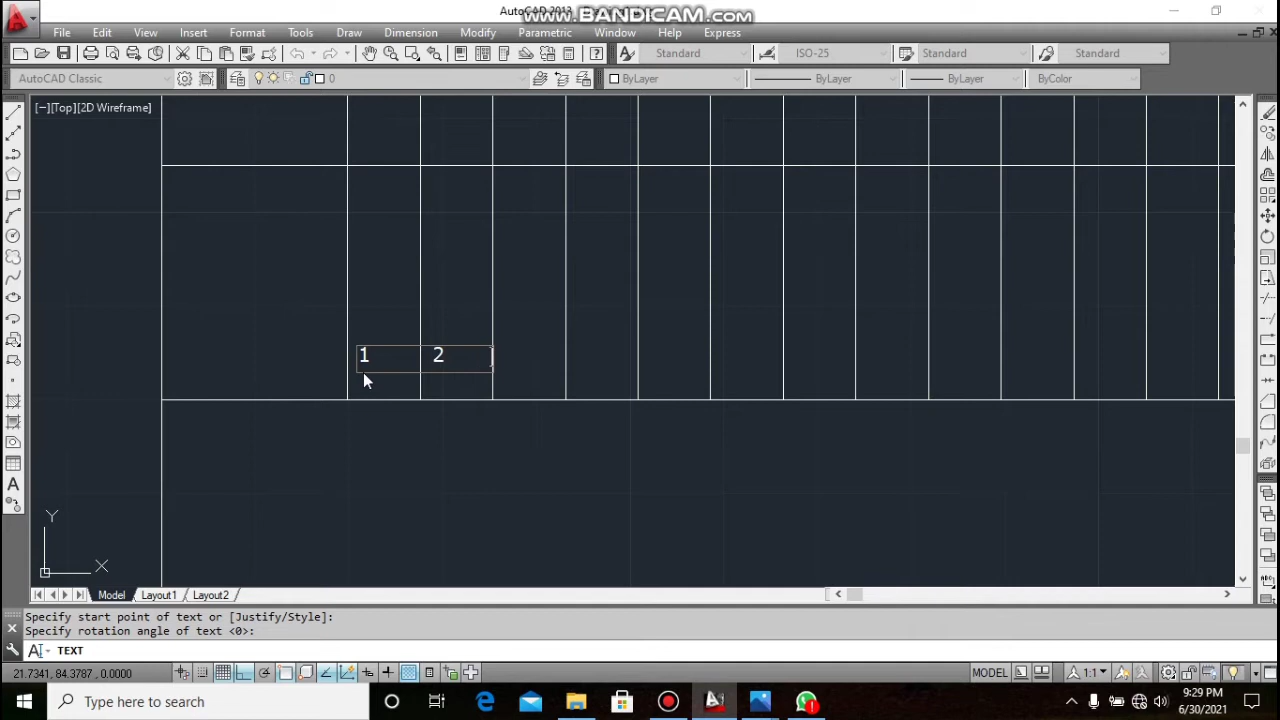 AutoCAD 2013
www.BANDICAM.com
File Edit View Insert Format Tools Draw Dimension Modify Parametric Window Help Express
Standard ISO-25 Standard Standard
AutoCAD Classic 0 ByLayer ByLayer ByLayer ByColor
[−][Top][2D Wireframe]
1 2
Y
X
Model Layout1 Layout2
Specify start point of text or [Justify/Style]:
Specify rotation angle of text <0>:
TEXT
21.7341, 84.3787, 0.0000 MODEL 1:1
Type here to search
9:29 PM
6/30/2021